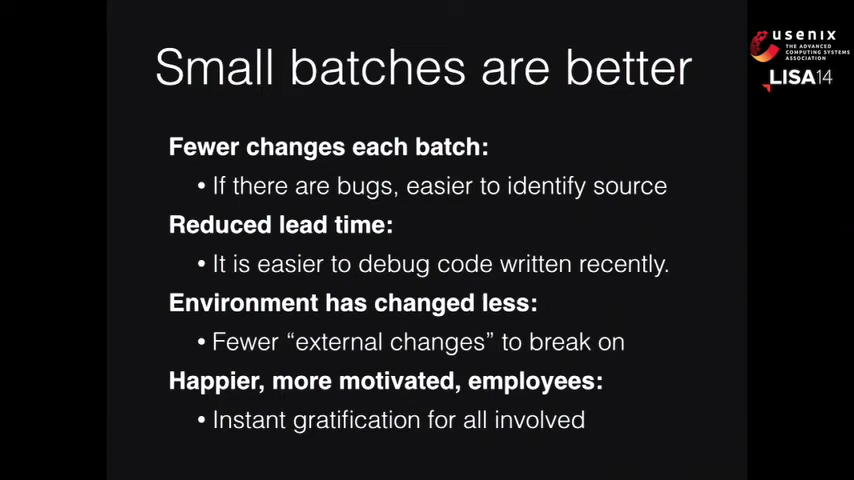 Small batches are better
Fewer changes each batch:
• If there are bugs, easier to identify source
Reduced lead time:
• It is easier to debug code written recently.
Environment has changed less:
• Fewer “external changes” to break on
Happier, more motivated, employees:
• Instant gratification for all involved
usenix
THE ADVANCED
COMPUTING SYSTEMS
ASSOCIATION
LISA14